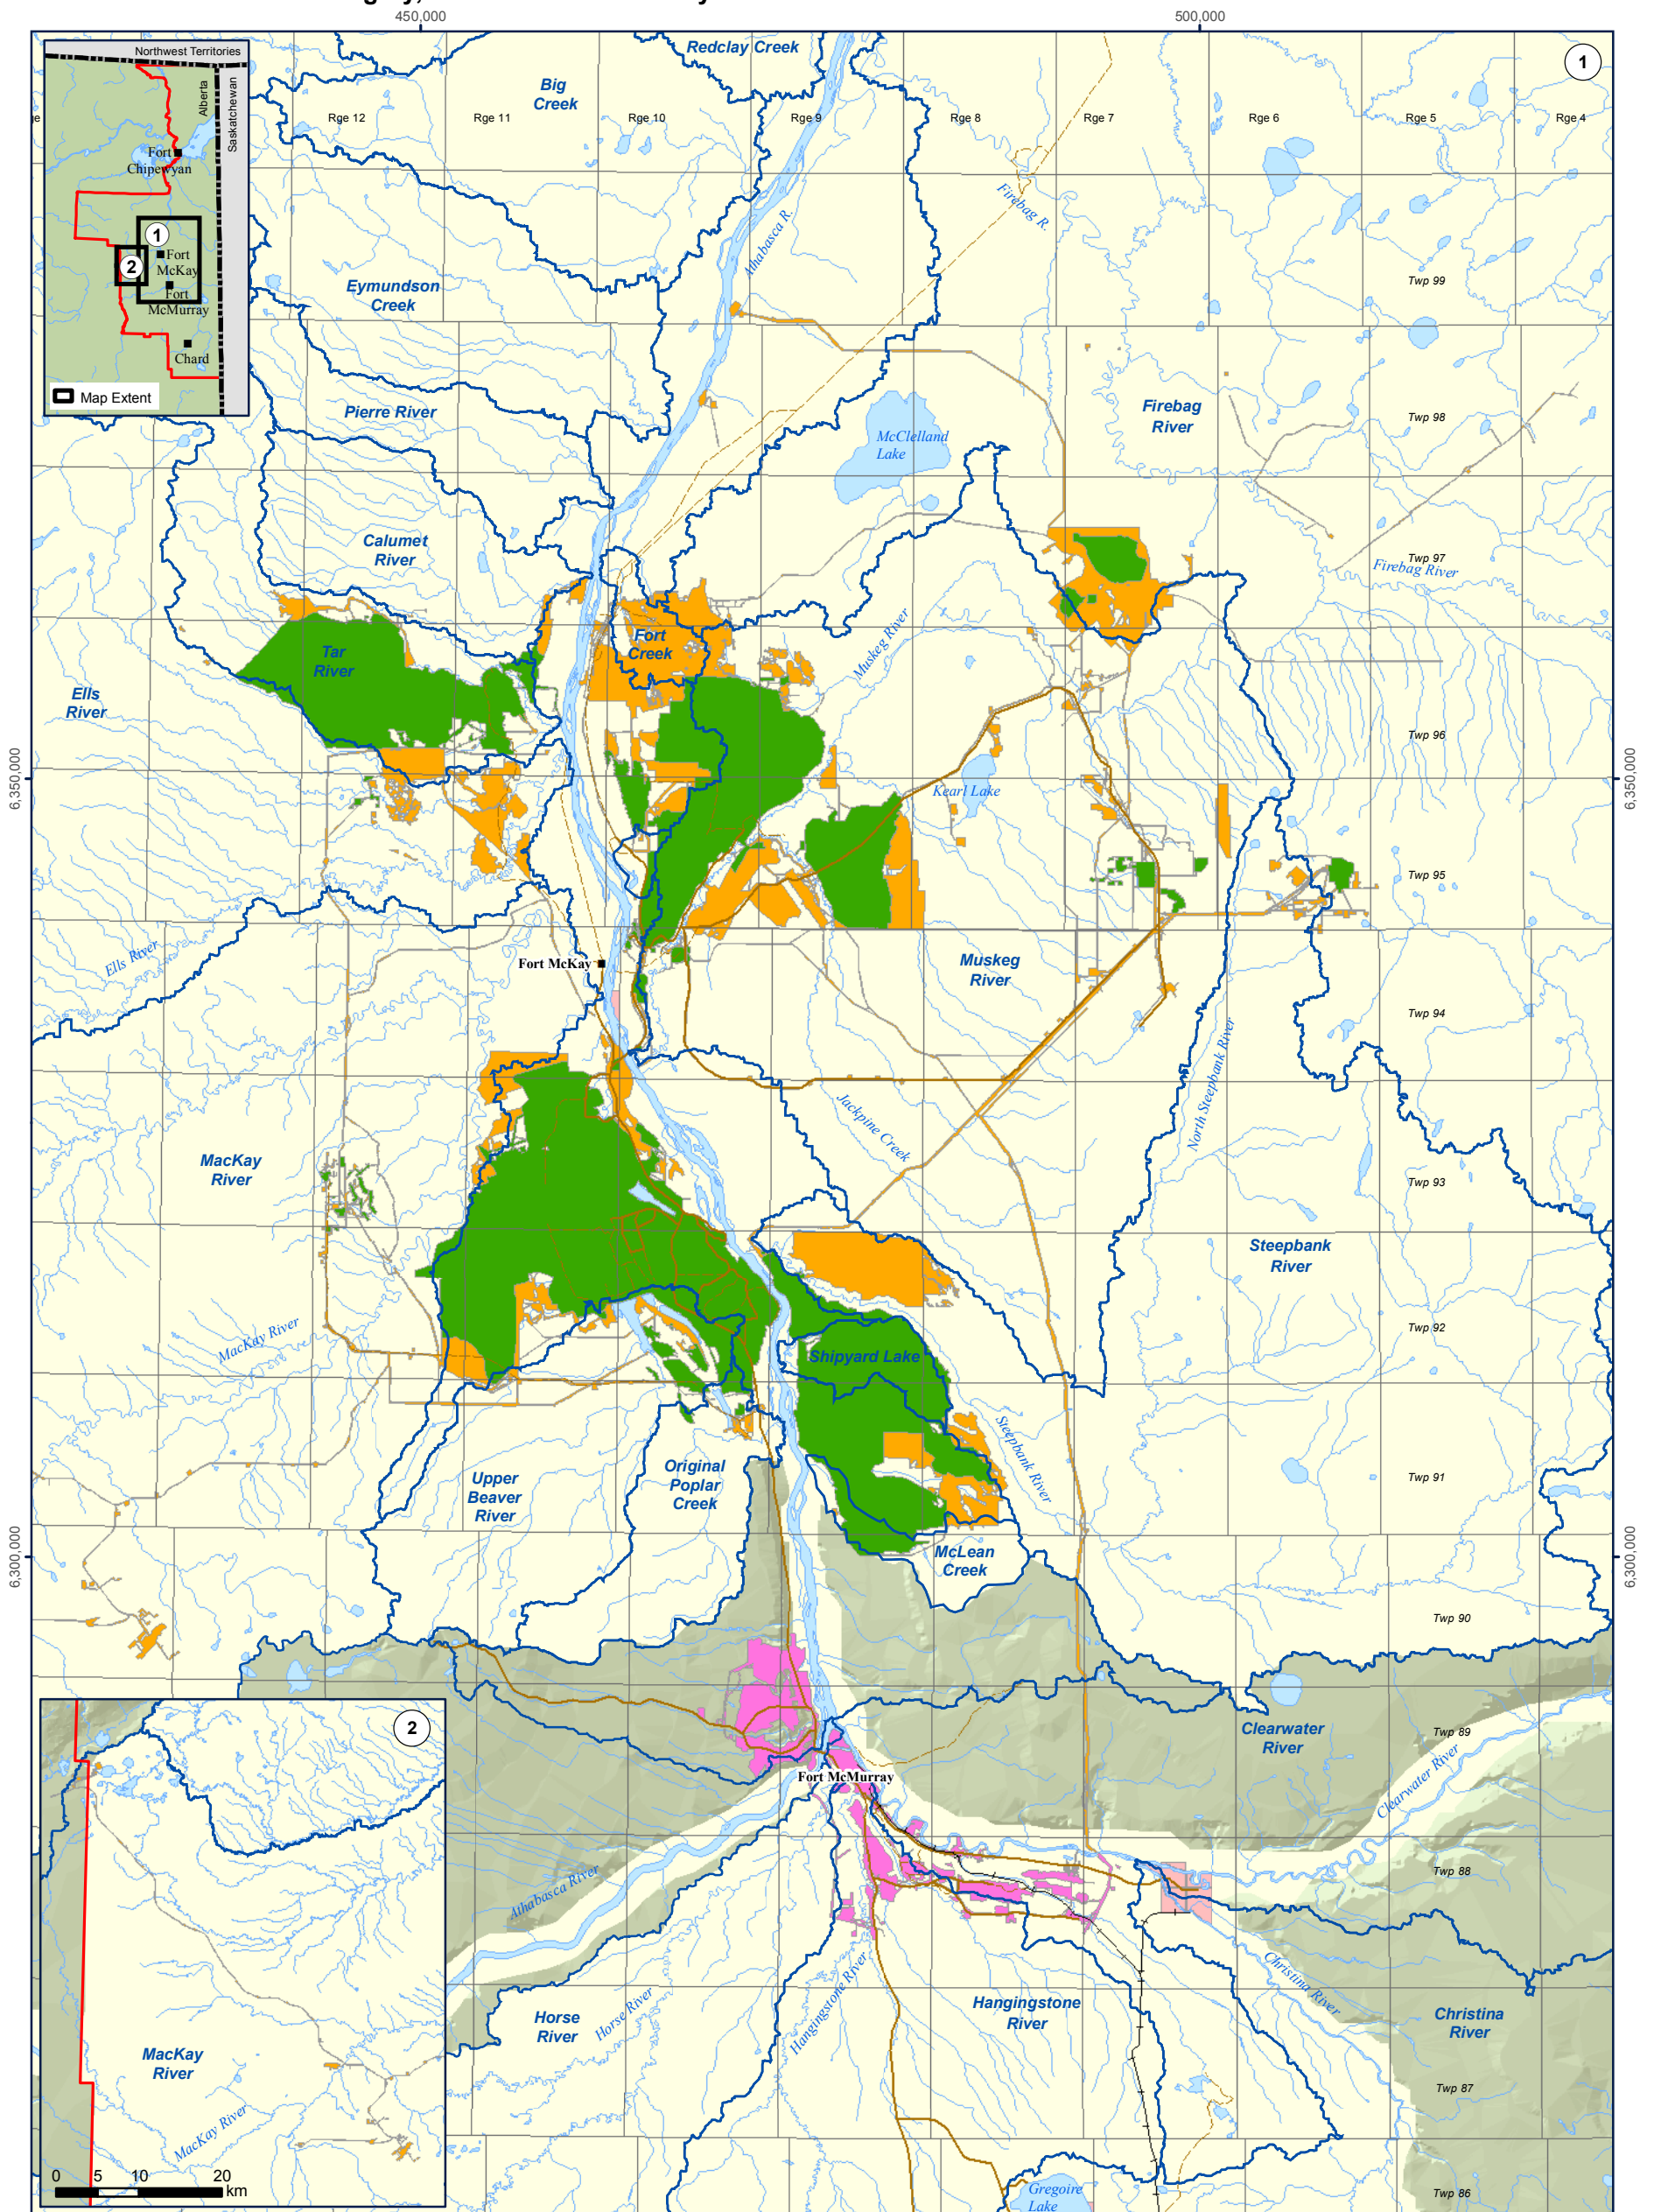 450,000
500,000
Northwest Territories
Alberta
Saskatchewan
Fort
Chipewyan
1
Fort
McKay
2
Fort
McMurray
Chard
Map Extent
1
Redclay Creek
Big
Creek
Rge 12
Rge 11
Rge 10
Rge 9
Rge 8
Rge 7
Rge 6
Rge 5
Rge 4
Firebag R.
Athabasca R.
Twp 99
Eymundson
Creek
Pierre River
Firebag
River
Twp 98
McClelland
Lake
Calumet
River
Twp 97
Firebag River
Fort
Creek
Muskeg River
Tar
River
Ells
River
Twp 96
6,350,000
6,350,000
Kearl Lake
Twp 95
Ells River
Fort McKay
Muskeg
River
Twp 94
North Steepbank River
Jackpine Creek
MacKay
River
Twp 93
Steepbank
River
MacKay River
Twp 92
Shipyard Lake
Steepbank River
Upper
Beaver
River
Original
Poplar
Creek
Twp 91
6,300,000
6,300,000
McLean
Creek
Twp 90
2
Clearwater
River
Twp 89
Clearwater River
Fort McMurray
Twp 88
Athabasca River
Christina River
Horse
River
Horse River
Hangingstone River
Hangingstone
River
Christina
River
MacKay
River
MacKay River
Twp 87
0 5 10 20
km
Gregoire
Lake
Twp 86